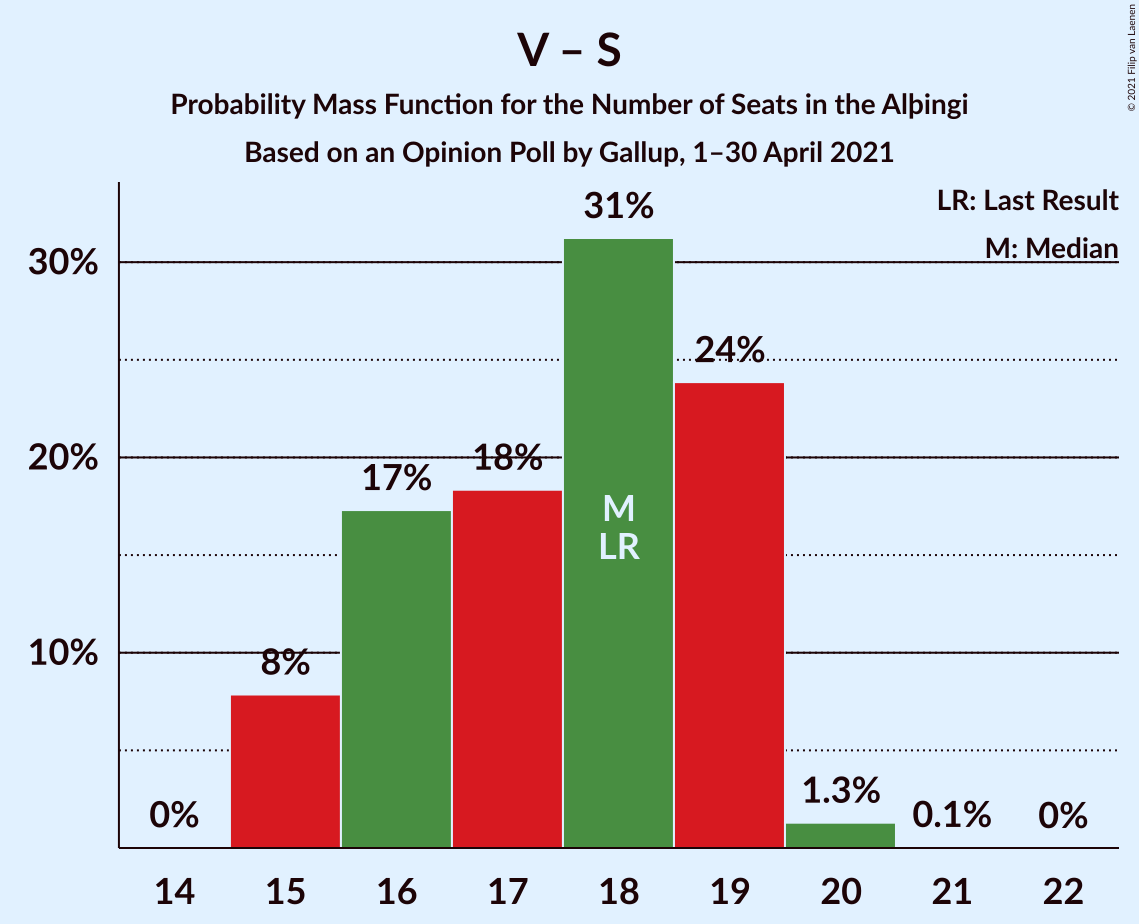 V – S
Probability Mass Function for the Number of Seats in the Alþingi
Based on an Opinion Poll by Gallup, 1–30 April 2021
© 2021 Filip van Laenen
LR: Last Result
M: Median
30%
20%
10%
0%
8%
17%
18%
31%
24%
1.3%
0.1%
0%
M
LR
14 15 16 17 18 19 20 21 22